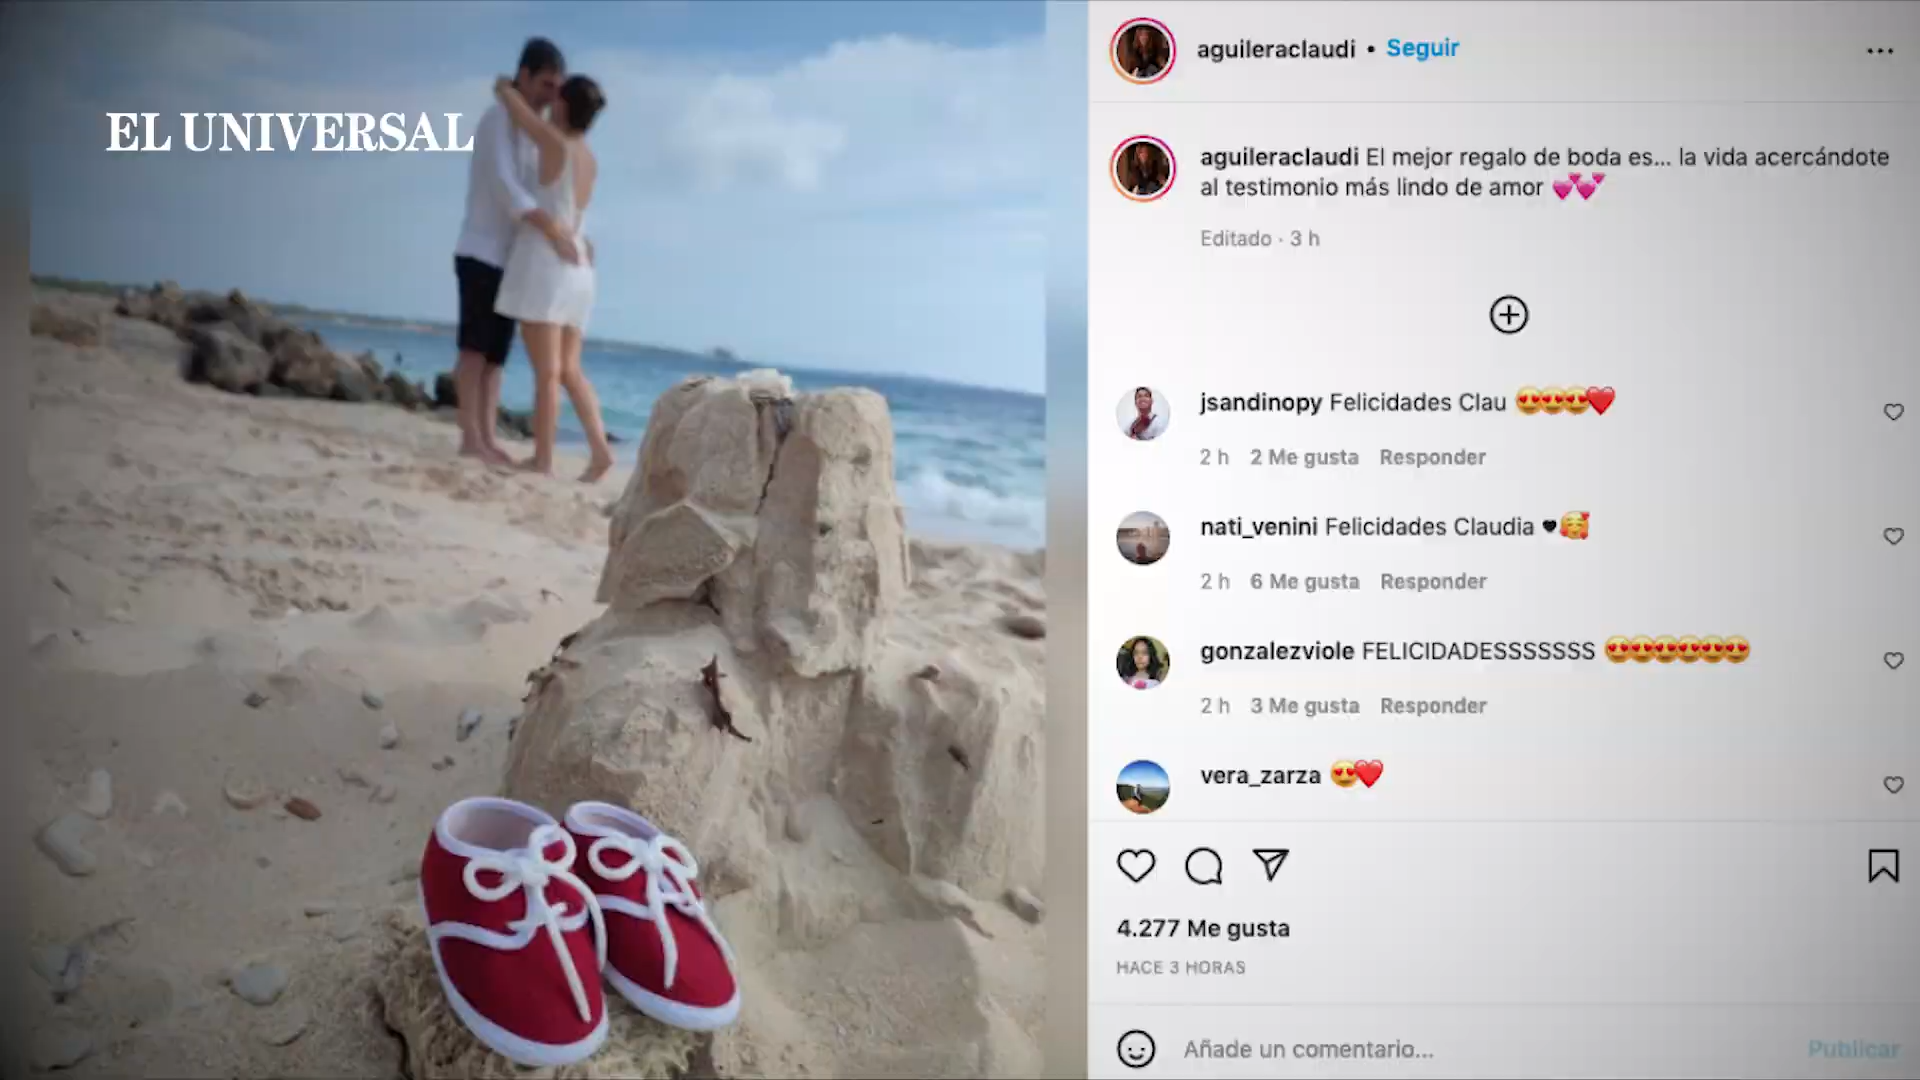 EL UNIVERSAL
aguileraclaudi • Seguir
aguileraclaudi El mejor regalo de boda es... la vida acercándote
al testimonio más lindo de amor 💕💕
Editado · 3 h
jsandinopy Felicidades Clau 😍😍😍❤️
2 h 2 Me gusta Responder
nati_venini Felicidades Claudia 🖤🥰
2 h 6 Me gusta Responder
gonzalezviole FELICIDADESSSSSSS 😍😍😍😍😍😍
2 h 3 Me gusta Responder
vera_zarza 😍❤️
4.277 Me gusta
HACE 3 HORAS
Añade un comentario...
Publicar